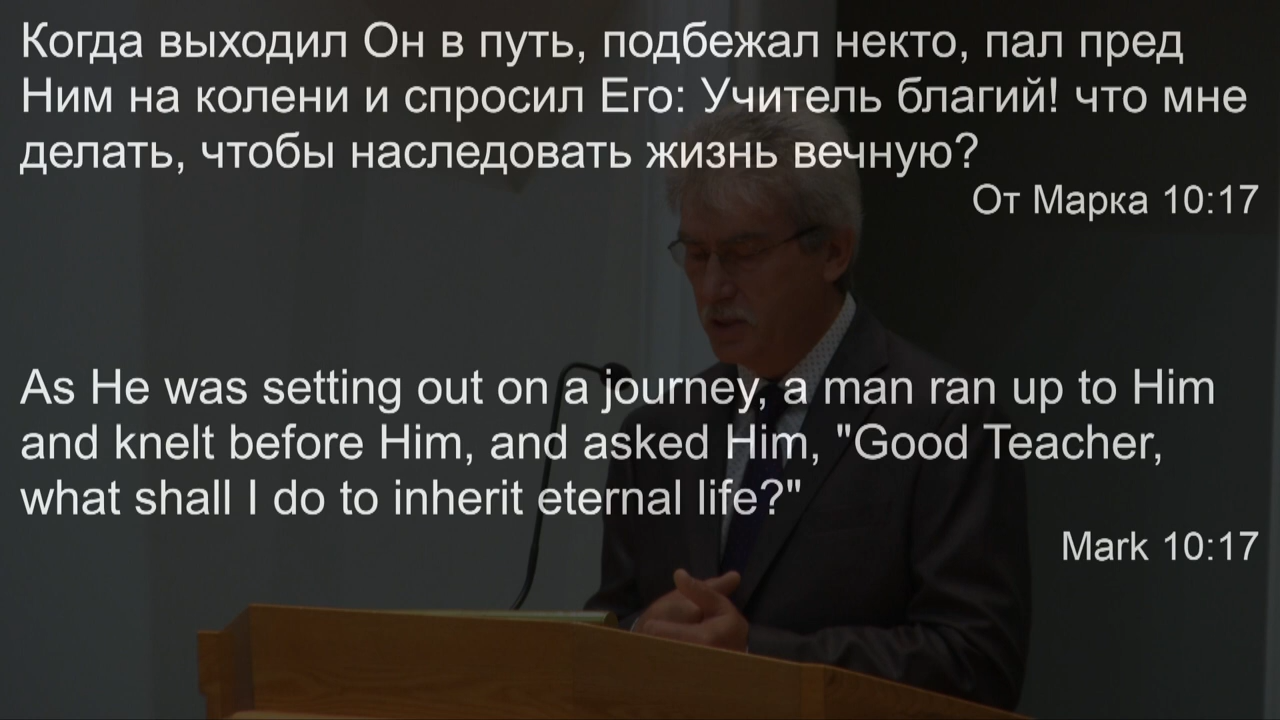 Когда выходил Он в путь, подбежал некто, пал пред
Ним на колени и спросил Его: Учитель благий! что мне
делать, чтобы наследовать жизнь вечную?
От Марка 10:17
As He was setting out on a journey, a man ran up to Him
and knelt before Him, and asked Him, "Good Teacher,
what shall I do to inherit eternal life?"
Mark 10:17